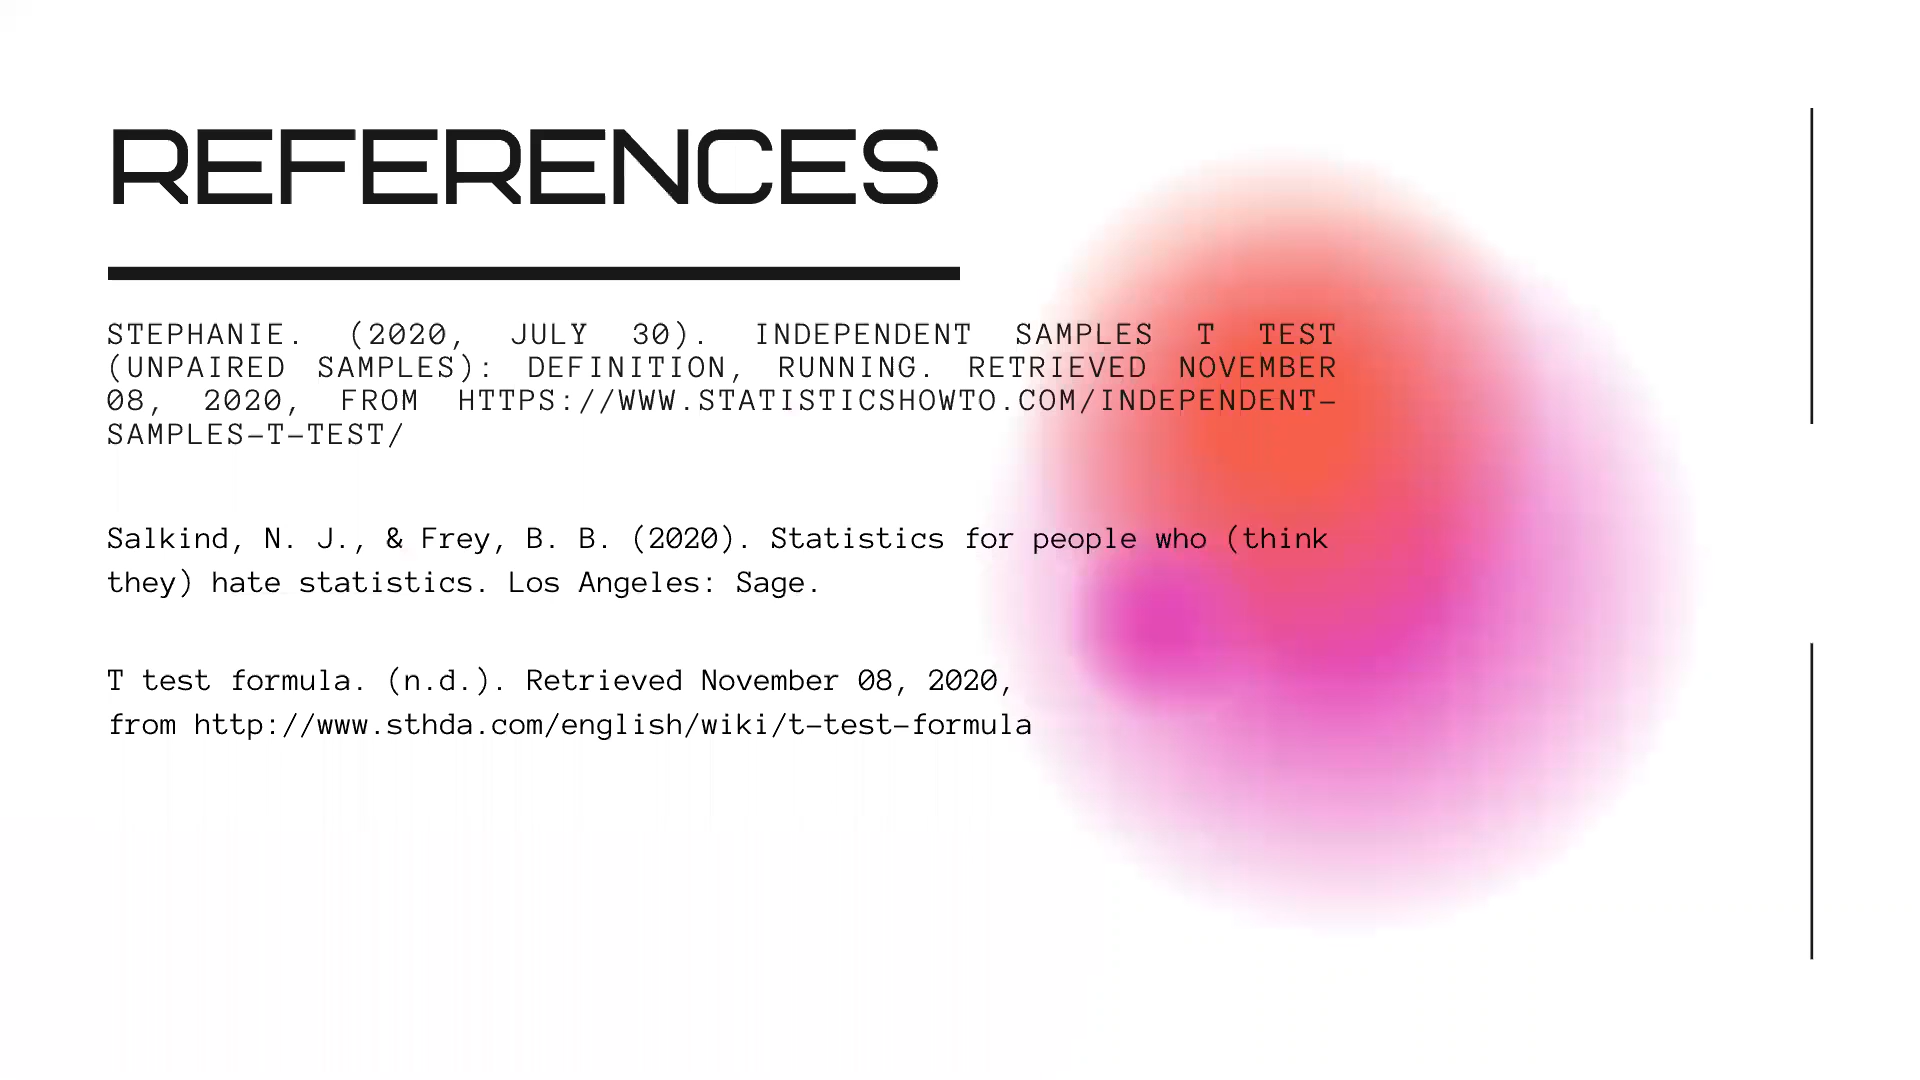 REFERENCES
STEPHANIE. (2020, JULY 30). INDEPENDENT SAMPLES T TEST
(UNPAIRED SAMPLES): DEFINITION, RUNNING. RETRIEVED NOVEMBER
08, 2020, FROM HTTPS://WWW.STATISTICSHOWTO.COM/INDEPENDENT-
SAMPLES-T-TEST/
Salkind, N. J., & Frey, B. B. (2020). Statistics for people who (think
they) hate statistics. Los Angeles: Sage.
T test formula. (n.d.). Retrieved November 08, 2020,
from http://www.sthda.com/english/wiki/t-test-formula